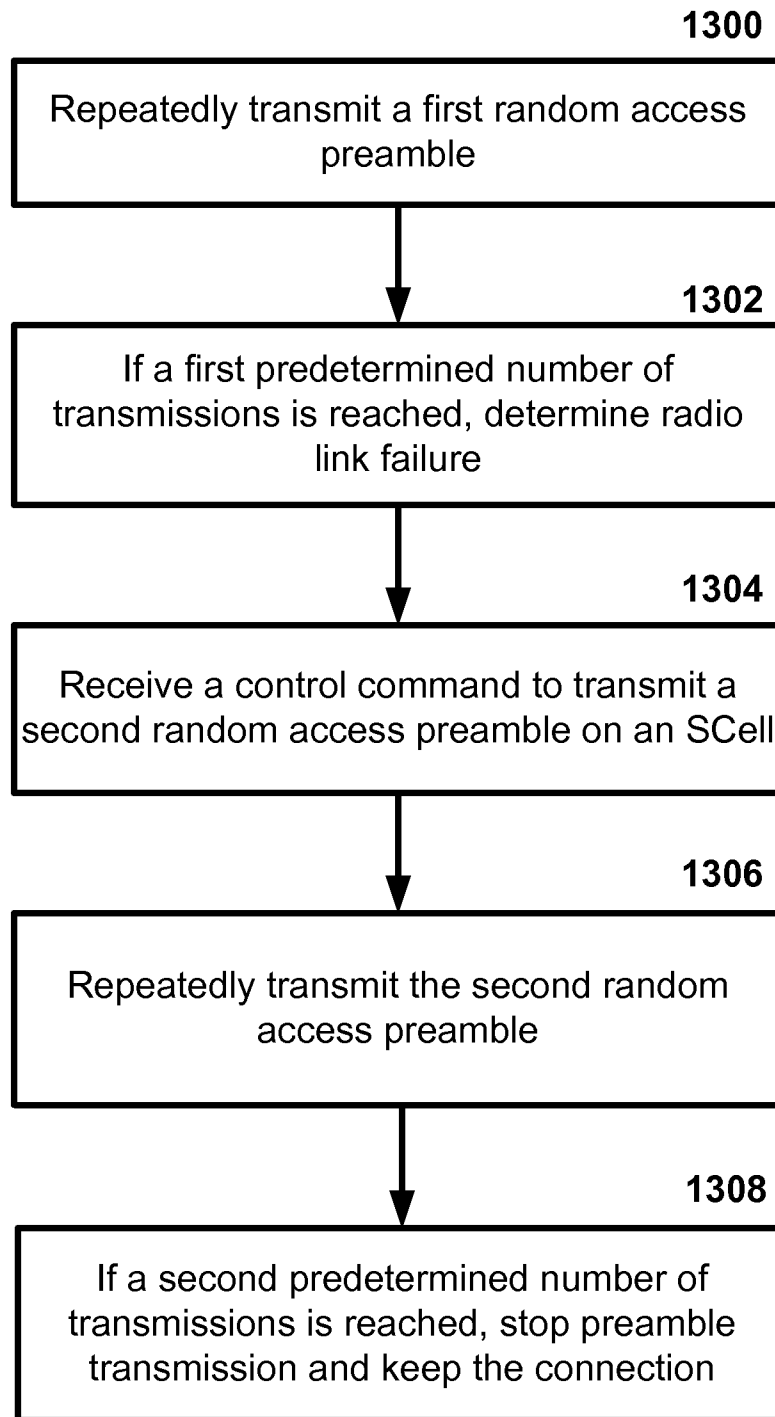 1300
Repeatedly transmit a first random access
preamble
1302
If a first predetermined number of
transmissions is reached, determine radio
link failure
1304
Receive a control command to transmit a
second random access preamble on an SCell
1306
Repeatedly transmit the second random
access preamble
1308
If a second predetermined number of
transmissions is reached, stop preamble
transmission and keep the connection